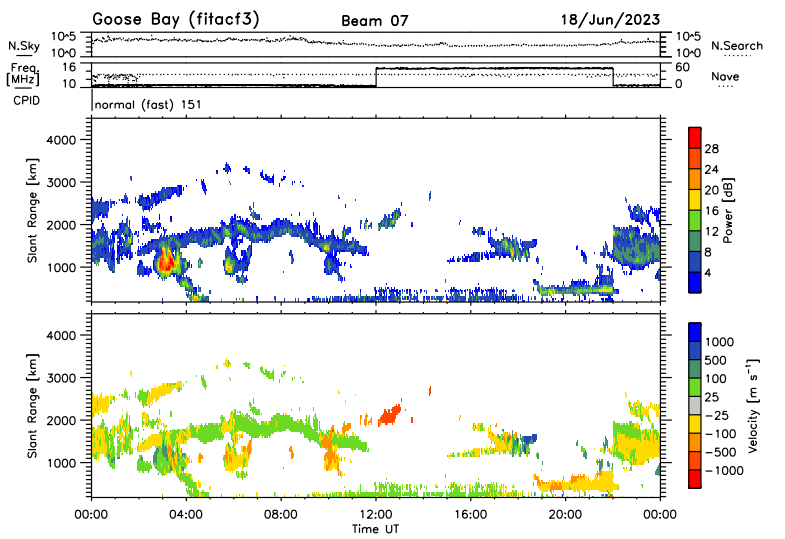 Goose Bay (fitacf3) Beam 07 18/Jun/2023
N.Sky 10^5 10^5 N.Search
10^0 10^0
Freq. 16 60 Nave
[MHz] 10 0
CPID normal (fast) 151
4000
3000
2000
1000
Slant Range [km]
28
24
20
16
12
8
4
Power [dB]
4000
3000
2000
1000
Slant Range [km]
1000
500
100
25
-25
-100
-500
-1000
Velocity [m s⁻¹]
00:00 04:00 08:00 12:00 16:00 20:00 00:00
Time UT